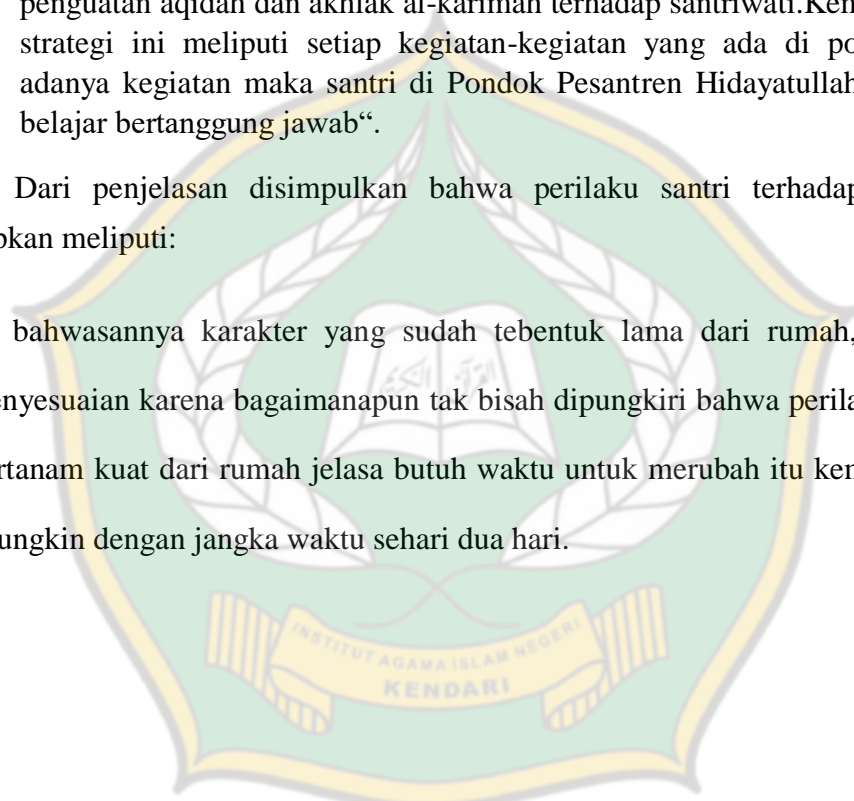 penguatan aqidah dan akhlak al-karimah terhadap santriwati.Ken
strategi ini meliputi setiap kegiatan-kegiatan yang ada di po
adanya kegiatan maka santri di Pondok Pesantren Hidayatullah
belajar bertanggung jawab“.
Dari penjelasan disimpulkan bahwa perilaku santri terhadap
pkan meliputi:
bahwasannya karakter yang sudah tebentuk lama dari rumah,
enyesuaian karena bagaimanapun tak bisah dipungkiri bahwa perila
rtanam kuat dari rumah jelasa butuh waktu untuk merubah itu ken
ungkin dengan jangka waktu sehari dua hari.
القرآن الكريم
INSTITUT AGAMA ISLAM NEGERI
KENDARI